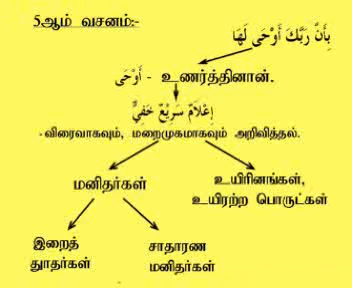 5ஆம் வசனம்:-
بِأَنَّ رَبَّكَ أَوْحَى لَهَا
أَوْحَى - உணர்த்தினான்.
إِعْلَامٌ سَرِيْعٌ خَفِيٌّ
-விரைவாகவும், மறைமுகமாகவும் அறிவித்தல்.
மனிதர்கள்
உயிரினங்கள்,
உயிரற்ற பொருட்கள்
இறைத்
தூதர்கள்
சாதாரண
மனிதர்கள்